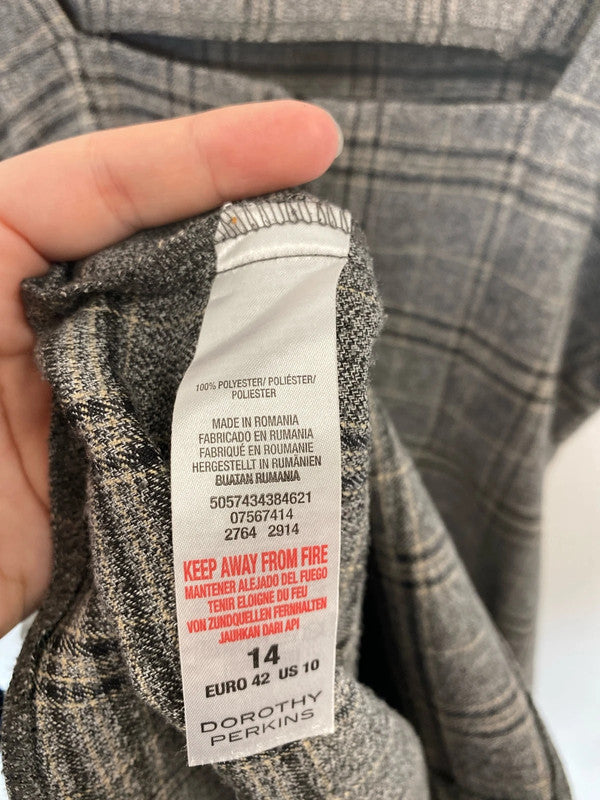 100% POLYESTER/ POLIÉSTER/
POLIESTER
MADE IN ROMANIA
FABRICADO EN RUMANIA
FABRIQUÉ EN ROUMANIE
HERGESTELLT IN RUMÄNIEN
BUATAN RUMANIA
5057434384621
07567414
2764 2914
KEEP AWAY FROM FIRE
MANTENER ALEJADO DEL FUEGO
TENIR ELOIGNE DU FEU
VON ZUNDQUELLEN FERNHALTEN
JAUHKAN DARI API
14
EURO 42 US 10
DOROTHY
PERKINS